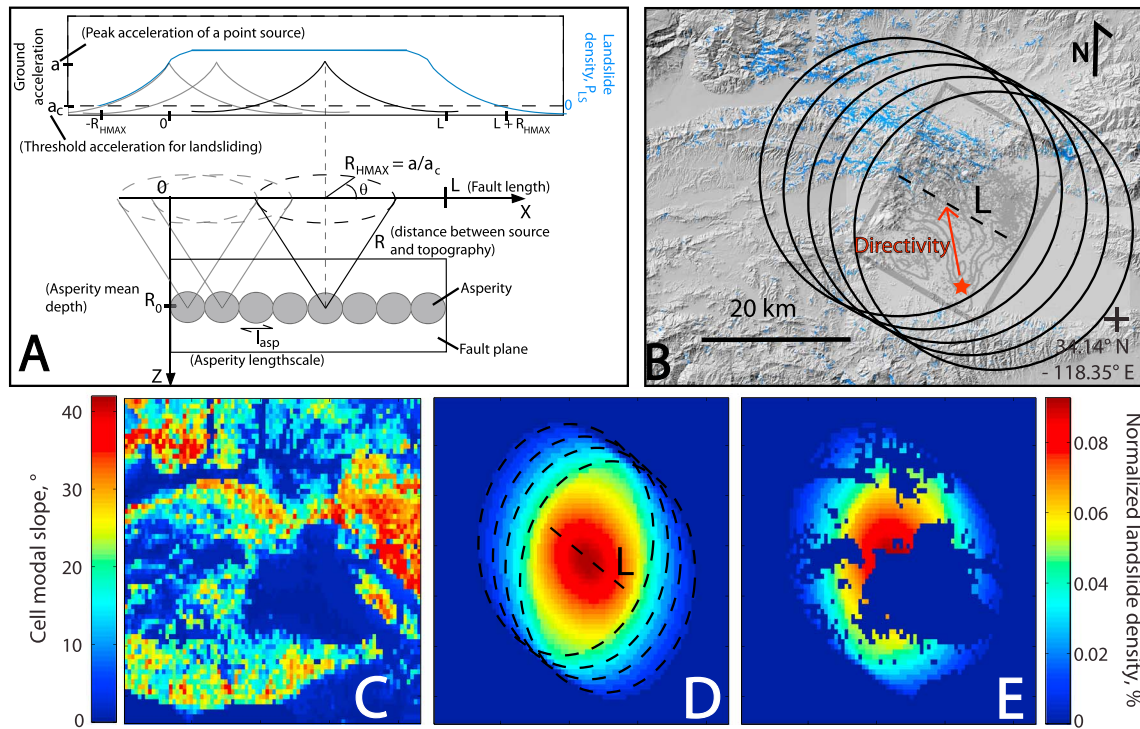 (Peak acceleration of a point source)
Ground acceleration
a
a_c
-R_HMAX
0
L
L + R_HMAX
0
Landslide density, P_LS
(Threshold acceleration for landsliding)
R_HMAX = a/a_c
θ
0
L (Fault length)
X
R (distance between source and topography)
(Asperity mean depth)
R_0
Asperity
l_asp
Fault plane
(Asperity lengthscale)
Z
A
N
L
Directivity
20 km
34.14° N
- 118.35° E
B
Cell modal slope, °
40
30
20
10
0
C
L
D
E
0.08
0.06
0.04
0.02
0
Normalized landslide density, %